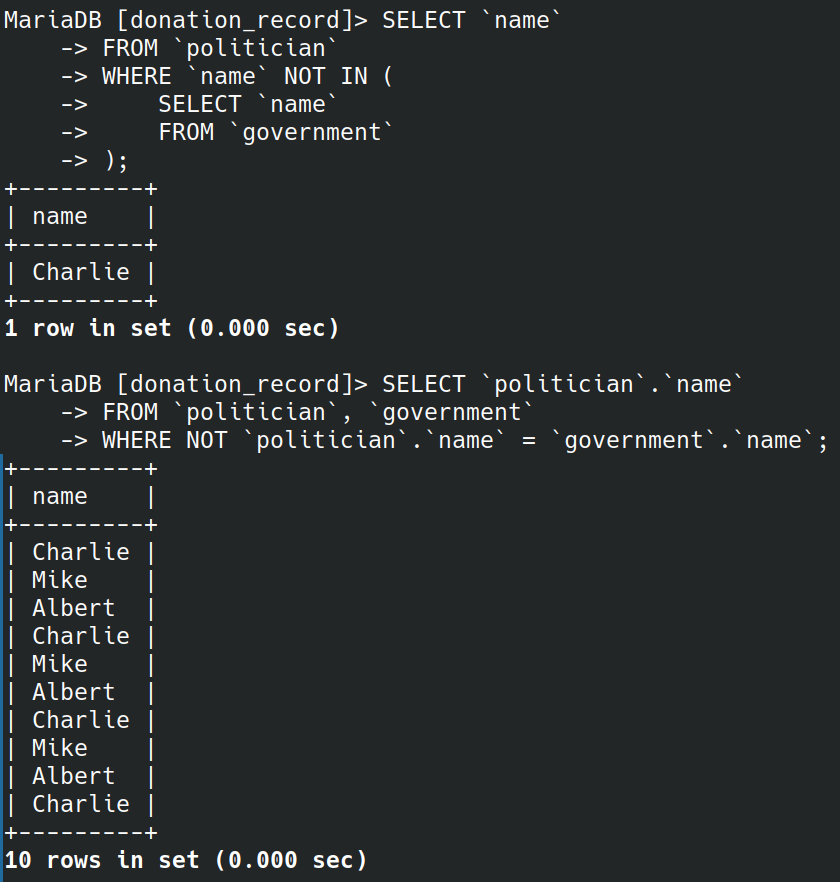 MariaDB [donation_record]> SELECT `name`
    -> FROM `politician`
    -> WHERE `name` NOT IN (
    ->     SELECT `name`
    ->     FROM `government`
    -> );
+---------+
| name    |
+---------+
| Charlie |
+---------+
1 row in set (0.000 sec)

MariaDB [donation_record]> SELECT `politician`.`name`
    -> FROM `politician`, `government`
    -> WHERE NOT `politician`.`name` = `government`.`name`;
+---------+
| name    |
+---------+
| Charlie |
| Mike    |
| Albert  |
| Charlie |
| Mike    |
| Albert  |
| Charlie |
| Mike    |
| Albert  |
| Charlie |
+---------+
10 rows in set (0.000 sec)